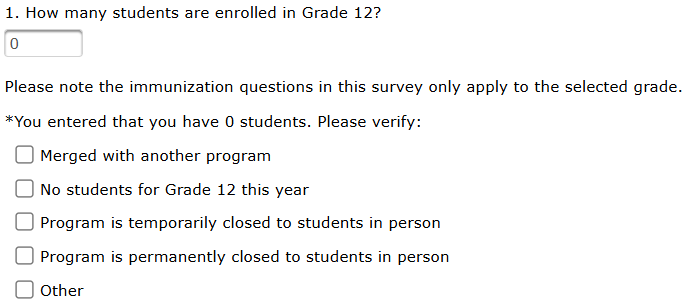 1. How many students are enrolled in Grade 12?
0
Please note the immunization questions in this survey only apply to the selected grade.
*You entered that you have 0 students. Please verify:
Merged with another program
No students for Grade 12 this year
Program is temporarily closed to students in person
Program is permanently closed to students in person
Other